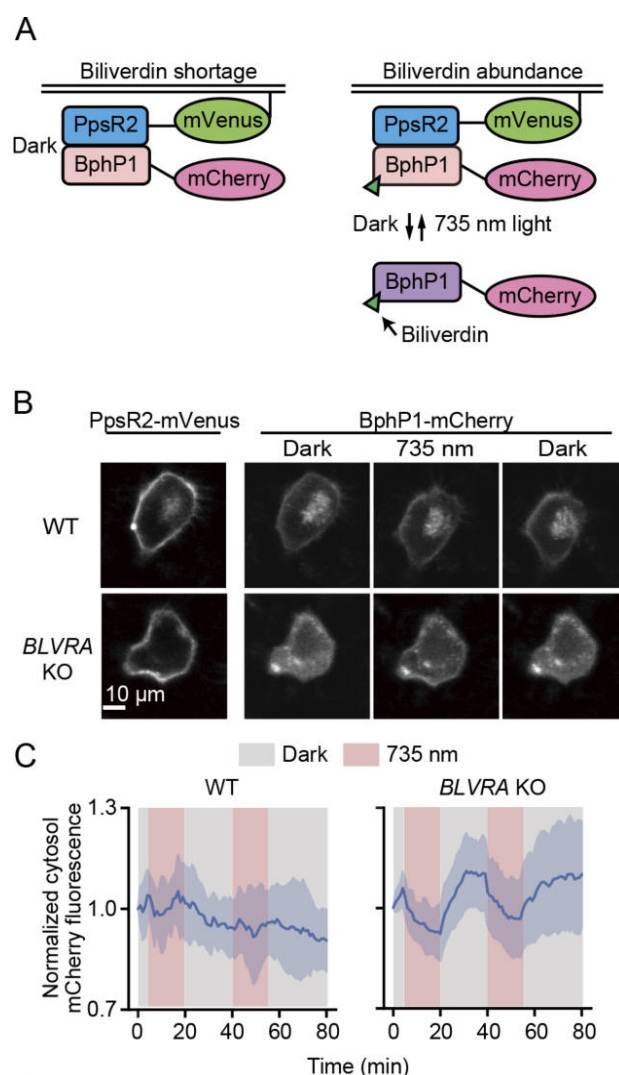 A
Biliverdin shortage
Biliverdin abundance
PpsR2
mVenus
PpsR2
mVenus
Dark
BphP1
mCherry
BphP1
mCherry
Dark
735 nm light
BphP1
mCherry
Biliverdin
B
PpsR2-mVenus
BphP1-mCherry
Dark
735 nm
Dark
WT
BLVRA
KO
10 µm
C
Dark
735 nm
WT
BLVRA KO
Normalized cytosol
mCherry fluorescence
1.3
1.0
0.7
0
20
40
60
80
0
20
40
60
80
Time (min)